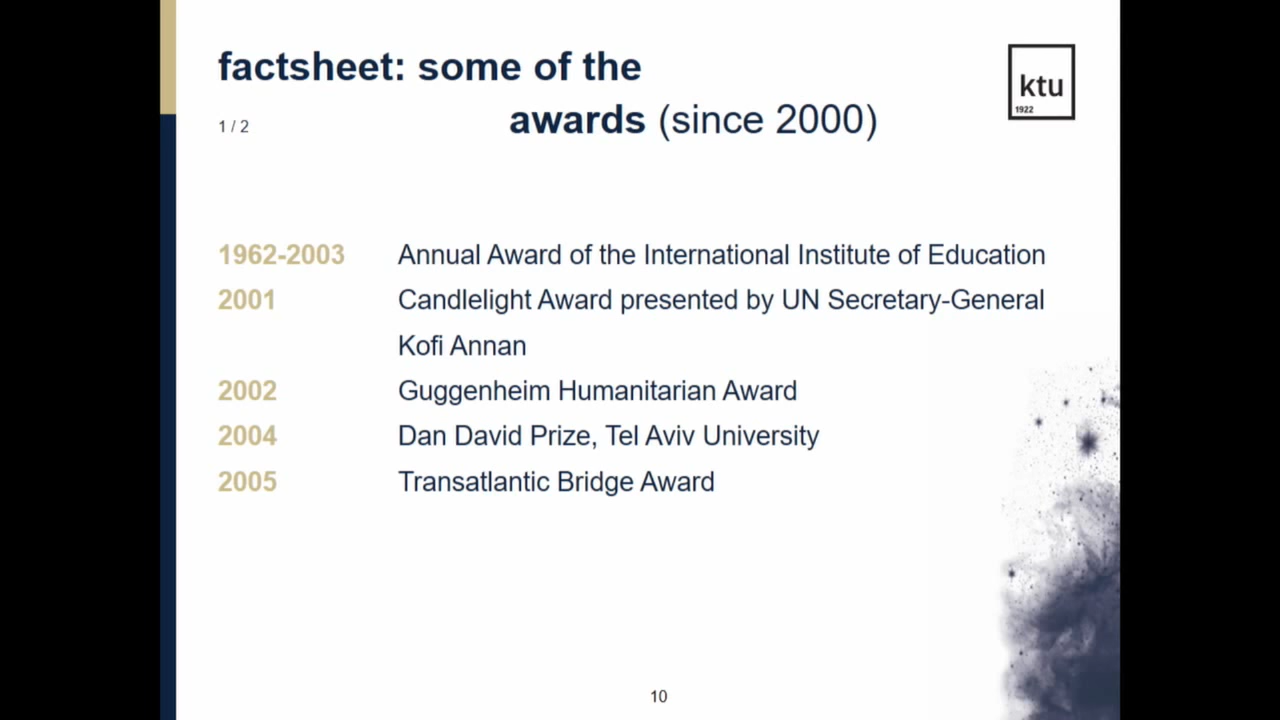 factsheet: some of the
awards (since 2000)
1 / 2
ktu
1922
1962-2003 Annual Award of the International Institute of Education
2001 Candlelight Award presented by UN Secretary-General
Kofi Annan
2002 Guggenheim Humanitarian Award
2004 Dan David Prize, Tel Aviv University
2005 Transatlantic Bridge Award
10